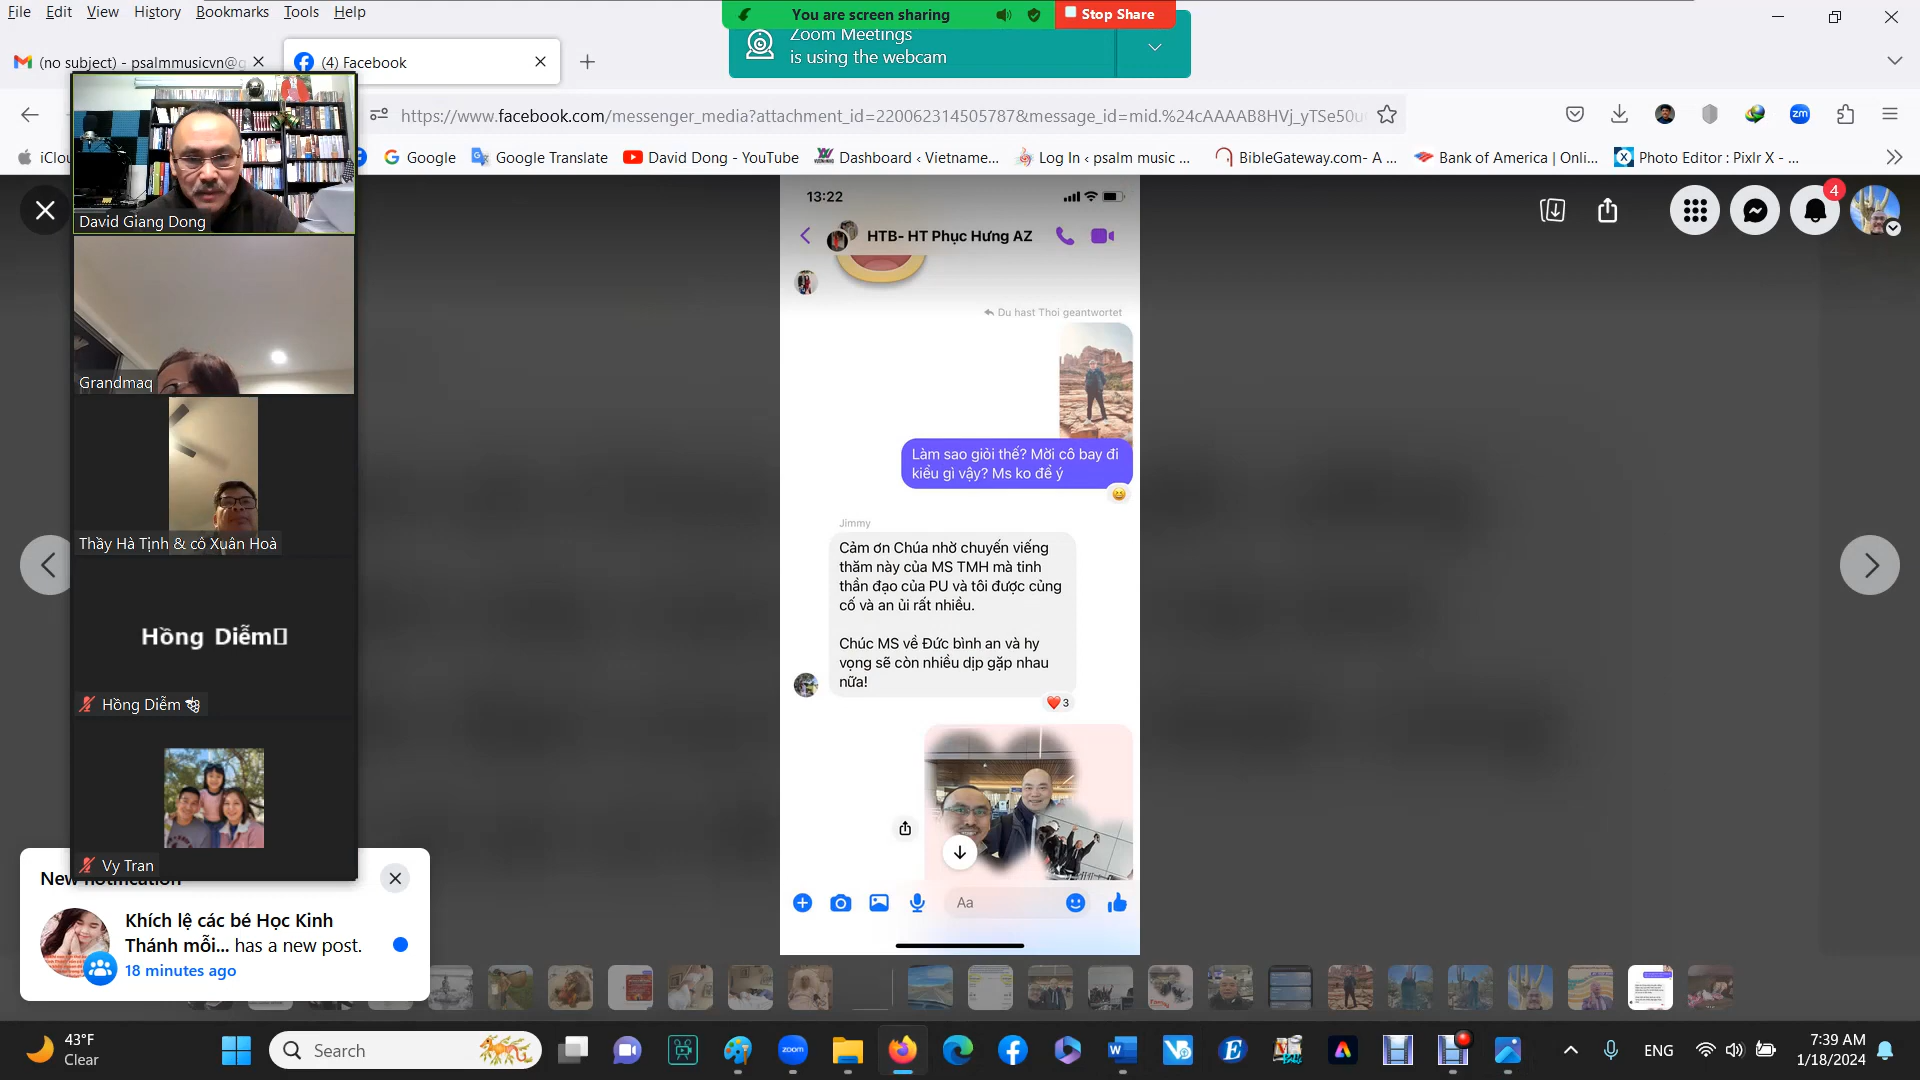 File Edit View History Bookmarks Tools Help
You are screen sharing
Stop Share
Zoom Meetings
is using the webcam
(no subject) - psalmmusicvn@g
(4) Facebook
https://www.facebook.com/messenger_media?attachment_id=220062314505787&message_id=mid.%24cAAAAB8HVj_yTSe50u
iClou
Google
Google Translate
David Dong - YouTube
Dashboard ‹ Vietname...
Log In ‹ psalm music ...
BibleGateway.com- A ...
Bank of America | Onli...
Photo Editor : Pixlr X - ...
David Giang Dong
Grandmaq
Thầy Hà Tịnh & cô Xuân Hoà
Hồng Diễm
Hồng Diễm
Vy Tran
4
13:22
HTB- HT Phục Hưng AZ
Du hast Thoi geantwortet
Làm sao giỏi thế? Mời cô bay đi
kiểu gì vậy? Ms ko để ý
Jimmy
Cảm ơn Chúa nhờ chuyến viếng
thăm này của MS TMH mà tinh
thần đạo của PU và tôi được củng
cố và an ủi rất nhiều.
Chúc MS về Đức bình an và hy
vọng sẽ còn nhiều dịp gặp nhau
nữa!
3
Aa
New notification
Khích lệ các bé Học Kinh
Thánh mỗi... has a new post.
18 minutes ago
43°F
Clear
Search
zoom
ENG
7:39 AM
1/18/2024